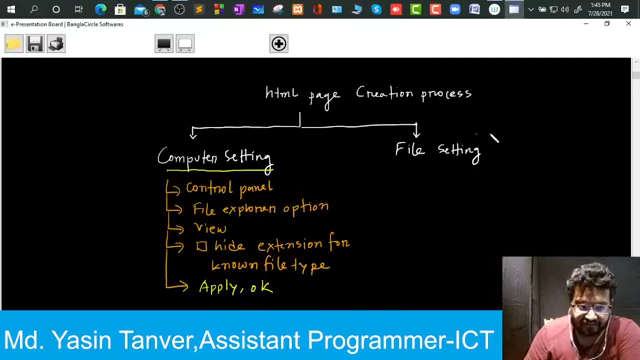 1:45 PM
7/28/2021
e-Presentation Board | BanglaCircle Softwares
Html page Creation process
Computer setting
File setting
Control panel
File explorer option
View
hide extension for
known file type
Apply, ok
Md. Yasin Tanver,Assistant Programmer-ICT